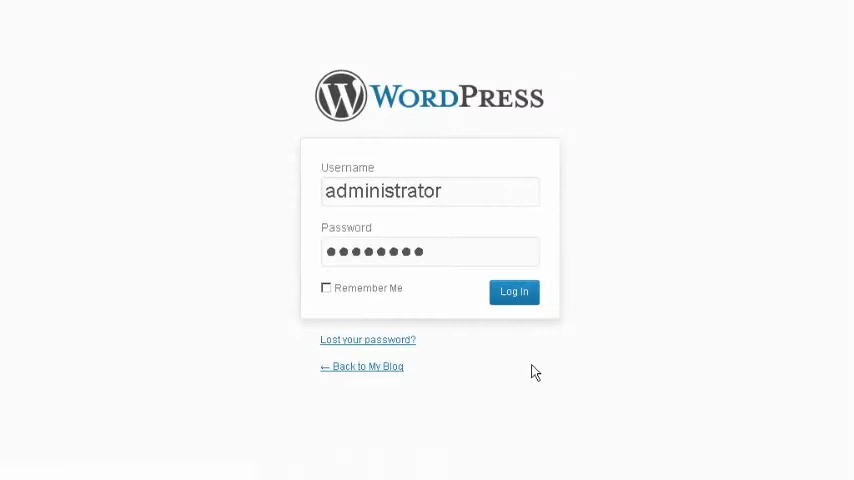 WORDPRESS
Username
administrator
Password
Remember Me
Log In
Lost your password?
← Back to My Blog